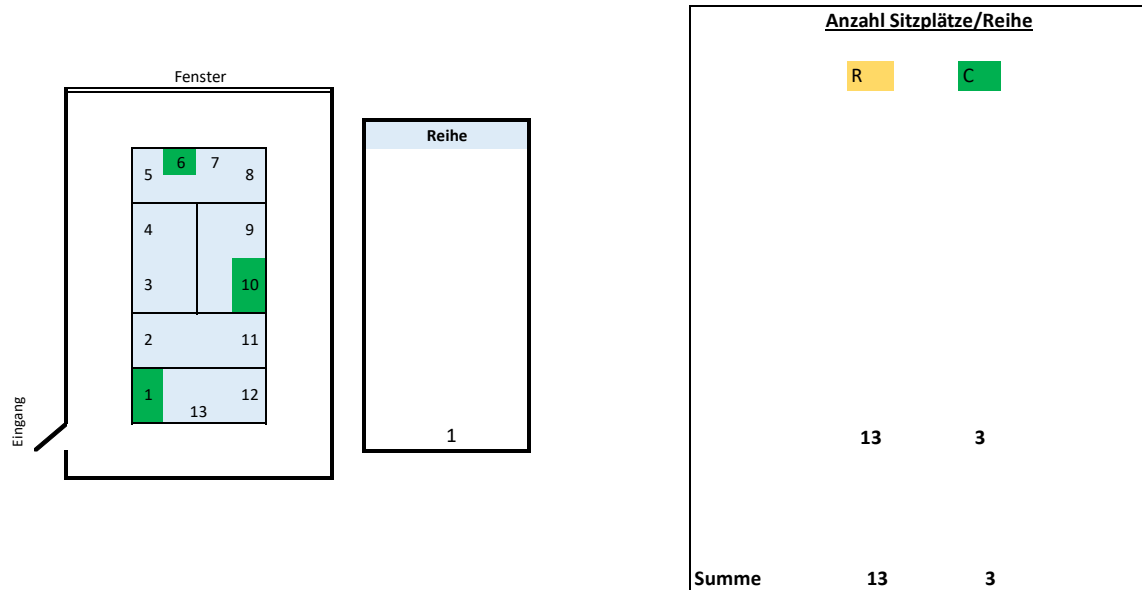 Anzahl Sitzplätze/Reihe
R C
Fenster
Reihe
6 7
5 8
4 9
3 10
2 11
1 12
13
Eingang
1
13 3
Summe 13 3